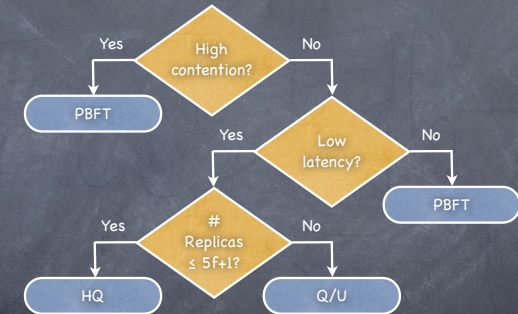 Yes
High
contention?
No
PBFT
Yes
Low
latency?
No
PBFT
Yes
#
Replicas
≤ 5f+1?
No
HQ
Q/U